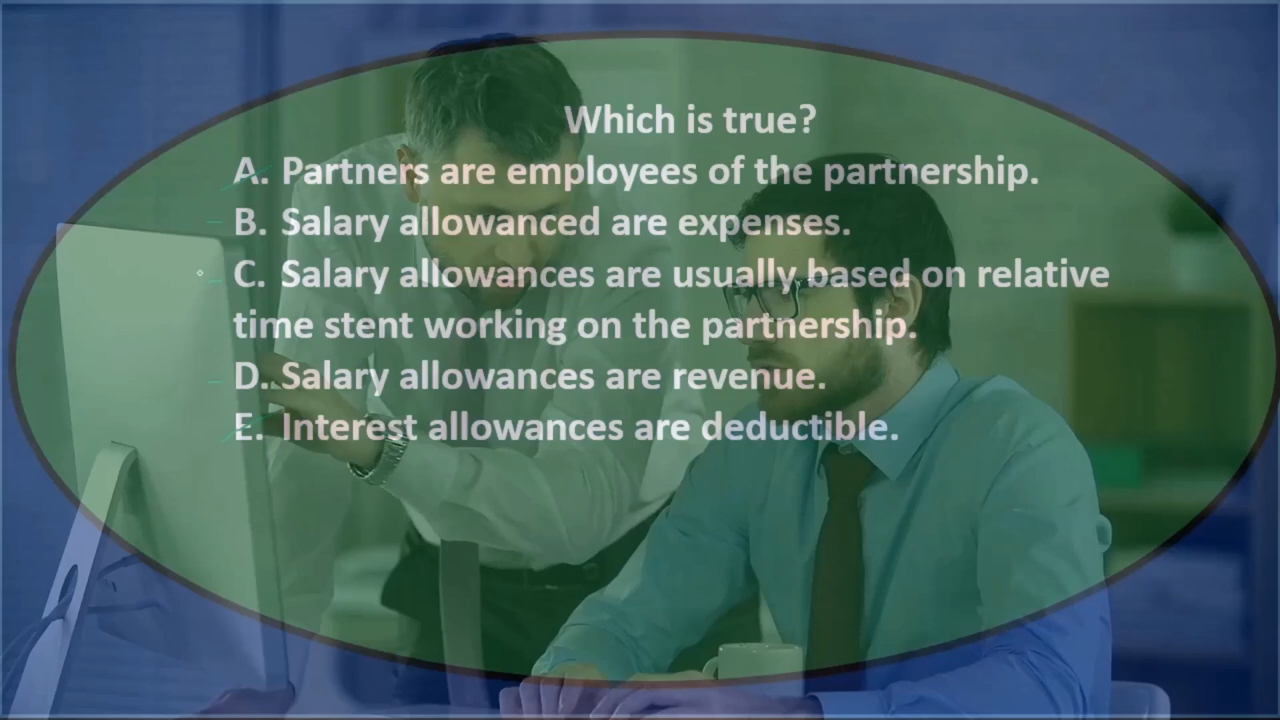 Which is true?
A. Partners are employees of the partnership.
B. Salary allowanced are expenses.
C. Salary allowances are usually based on relative
time stent working on the partnership.
D. Salary allowances are revenue.
E. Interest allowances are deductible.